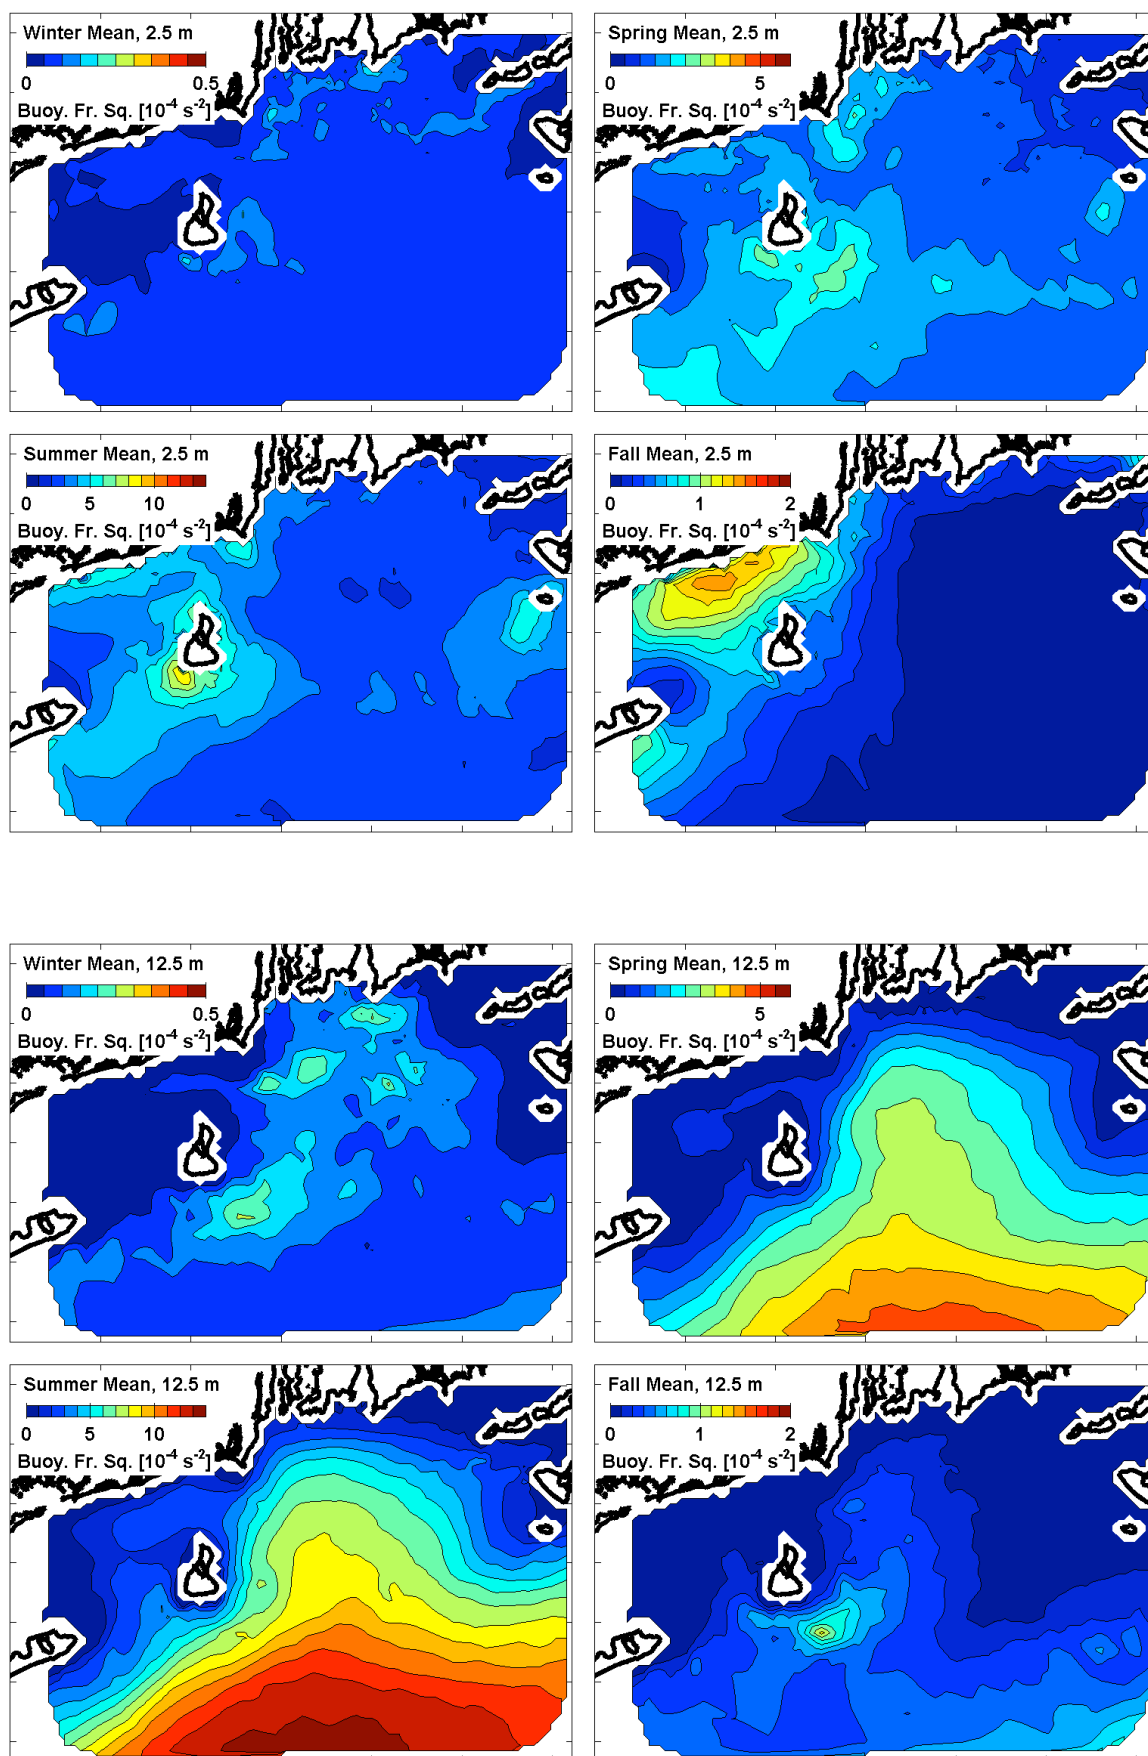 Winter Mean, 2.5 m
0 0.5
Buoy. Fr. Sq. [10⁻⁴ s⁻²]
Spring Mean, 2.5 m
0 5
Buoy. Fr. Sq. [10⁻⁴ s⁻²]
Summer Mean, 2.5 m
0 5 10
Buoy. Fr. Sq. [10⁻⁴ s⁻²]
Fall Mean, 2.5 m
0 1 2
Buoy. Fr. Sq. [10⁻⁴ s⁻²]
Winter Mean, 12.5 m
0 0.5
Buoy. Fr. Sq. [10⁻⁴ s⁻²]
Spring Mean, 12.5 m
0 5
Buoy. Fr. Sq. [10⁻⁴ s⁻²]
Summer Mean, 12.5 m
0 5 10
Buoy. Fr. Sq. [10⁻⁴ s⁻²]
Fall Mean, 12.5 m
0 1 2
Buoy. Fr. Sq. [10⁻⁴ s⁻²]